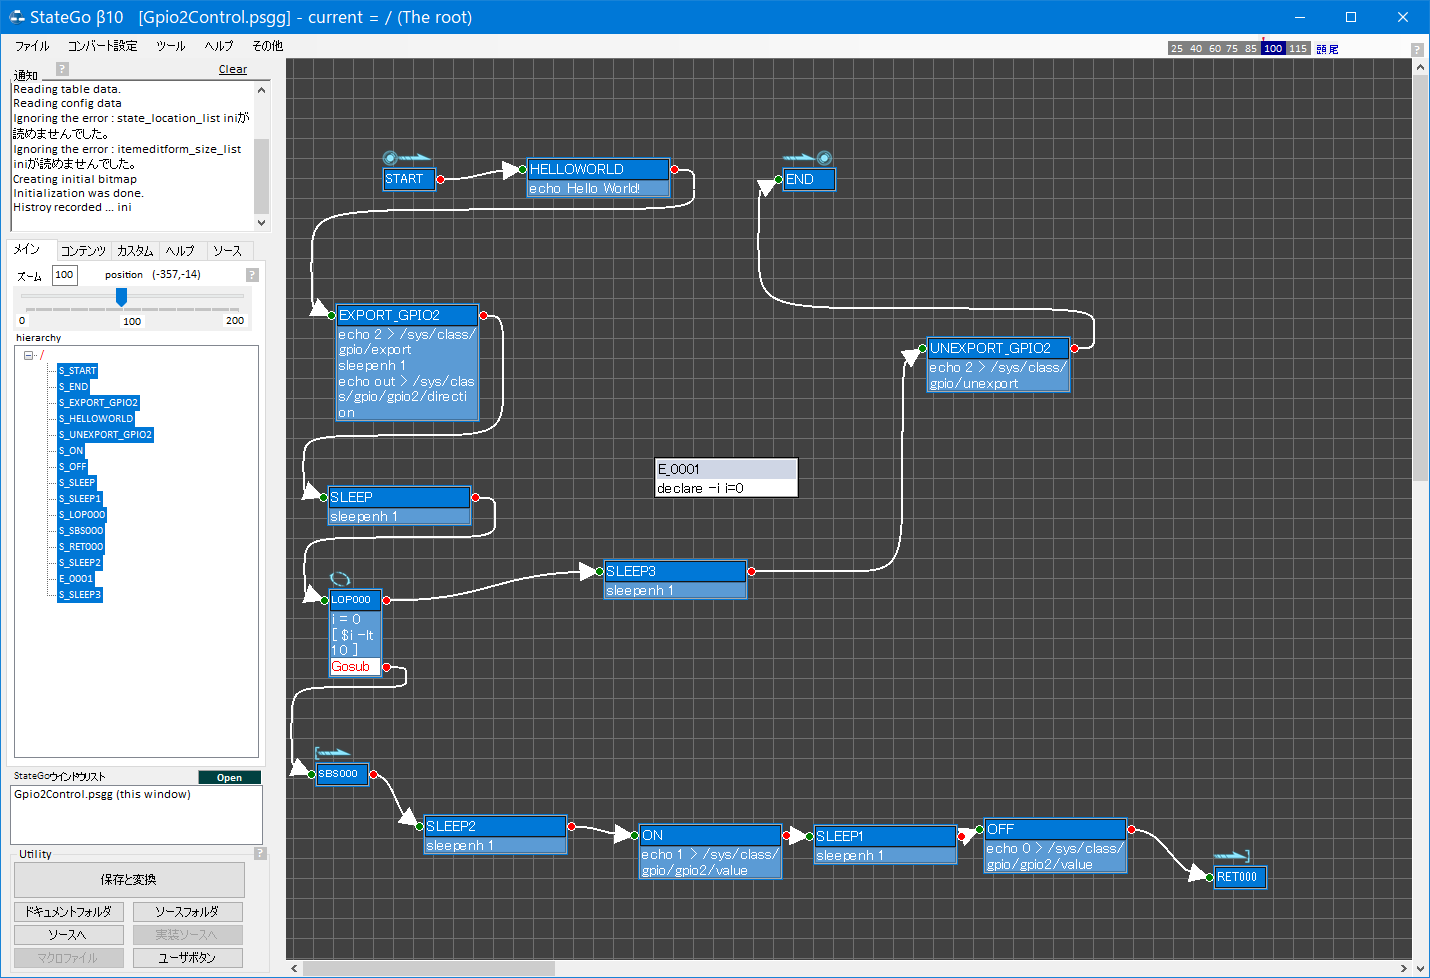 StateGo β10 [Gpio2Control.psgg] - current = / (The root)
ファイル コンバート設定 ツール ヘルプ その他
25 40 60 75 85 100 115 頭 尾 ?
通知 ? Clear
Reading table data.
Reading config data
Ignoring the error : state_location_list iniが
読めませんでした。
Ignoring the error : itemeditform_size_list
iniが読めませんでした。
Creating initial bitmap
Initialization was done.
Histroy recorded ... ini
メイン コンテンツ カスタム ヘルプ ソース
ズーム 100 position (-357,-14) ?
0 100 200
hierarchy
/
S_START
S_END
S_EXPORT_GPIO2
S_HELLOWORLD
S_UNEXPORT_GPIO2
S_ON
S_OFF
S_SLEEP
S_SLEEP1
S_LOP000
S_SBS000
S_RET000
S_SLEEP2
E_0001
S_SLEEP3
StateGoウインドウリスト Open
Gpio2Control.psgg (this window)
Utility ?
保存と変換
ドキュメントフォルダ ソースフォルダ
ソースへ 実装ソースへ
マクロファイル ユーザボタン
START
HELLOWORLD
echo Hello World!
END
EXPORT_GPIO2
echo 2 > /sys/class/
gpio/export
sleepenh 1
echo out > /sys/clas
s/gpio/gpio2/directi
on
UNEXPORT_GPIO2
echo 2 > /sys/class/
gpio/unexport
E_0001
declare -i i=0
SLEEP
sleepenh 1
SLEEP3
sleepenh 1
LOP000
i = 0
[ $i -lt
10 ]
Gosub
SBS000
SLEEP2
sleepenh 1
ON
echo 1 > /sys/class/
gpio/gpio2/value
SLEEP1
sleepenh 1
OFF
echo 0 > /sys/class/
gpio/gpio2/value
RET000